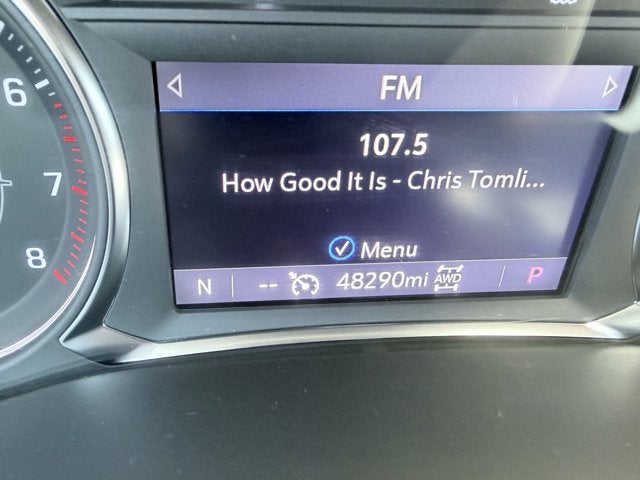 FM
107.5
How Good It Is - Chris Tomli...
Menu
N -- 48290mi AWD P
6
7
8